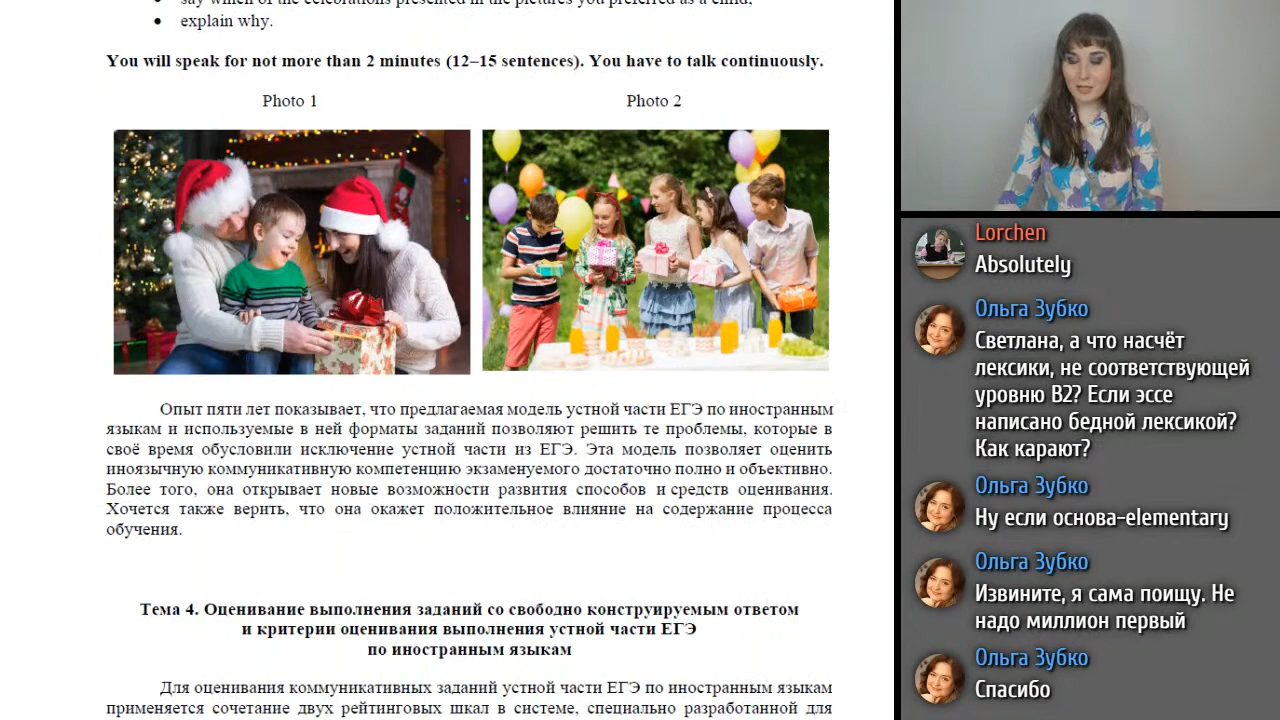 say which of the celebrations presented in the pictures you preferred as a child;
• explain why.
You will speak for not more than 2 minutes (12–15 sentences). You have to talk continuously.
Photo 1
Photo 2
Опыт пяти лет показывает, что предлагаемая модель устной части ЕГЭ по иностранным
языкам и используемые в ней форматы заданий позволяют решить те проблемы, которые в
своё время обусловили исключение устной части из ЕГЭ. Эта модель позволяет оценить
иноязычную коммуникативную компетенцию экзаменуемого достаточно полно и объективно.
Более того, она открывает новые возможности развития способов и средств оценивания.
Хочется также верить, что она окажет положительное влияние на содержание процесса
обучения.
Тема 4. Оценивание выполнения заданий со свободно конструируемым ответом
и критерии оценивания выполнения устной части ЕГЭ
по иностранным языкам
Для оценивания коммуникативных заданий устной части ЕГЭ по иностранным языкам
применяется сочетание двух рейтинговых шкал в системе, специально разработанной для
Lorchen
Absolutely
Ольга Зубко
Светлана, а что насчёт
лексики, не соответствующей
уровню B2? Если эссе
написано бедной лексикой?
Как карают?
Ольга Зубко
Ну если основа-elementary
Ольга Зубко
Извините, я сама поищу. Не
надо миллион первый
Ольга Зубко
Спасибо